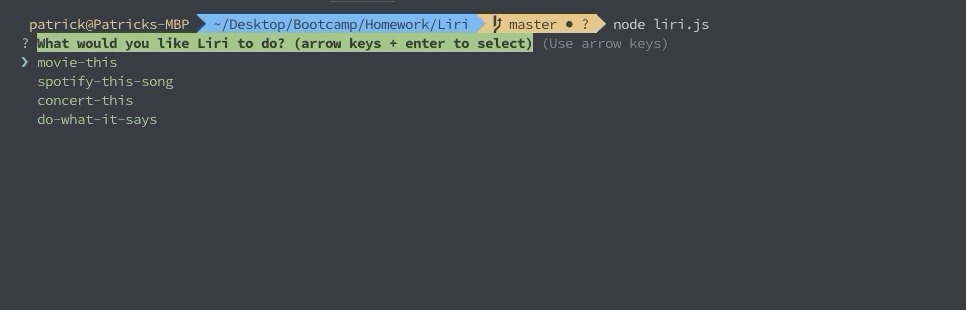 patrick@Patricks-MBP ~/Desktop/Bootcamp/Homework/Liri master ● ? node liri.js
? What would you like Liri to do? (arrow keys + enter to select) (Use arrow keys)
❯ movie-this
spotify-this-song
concert-this
do-what-it-says